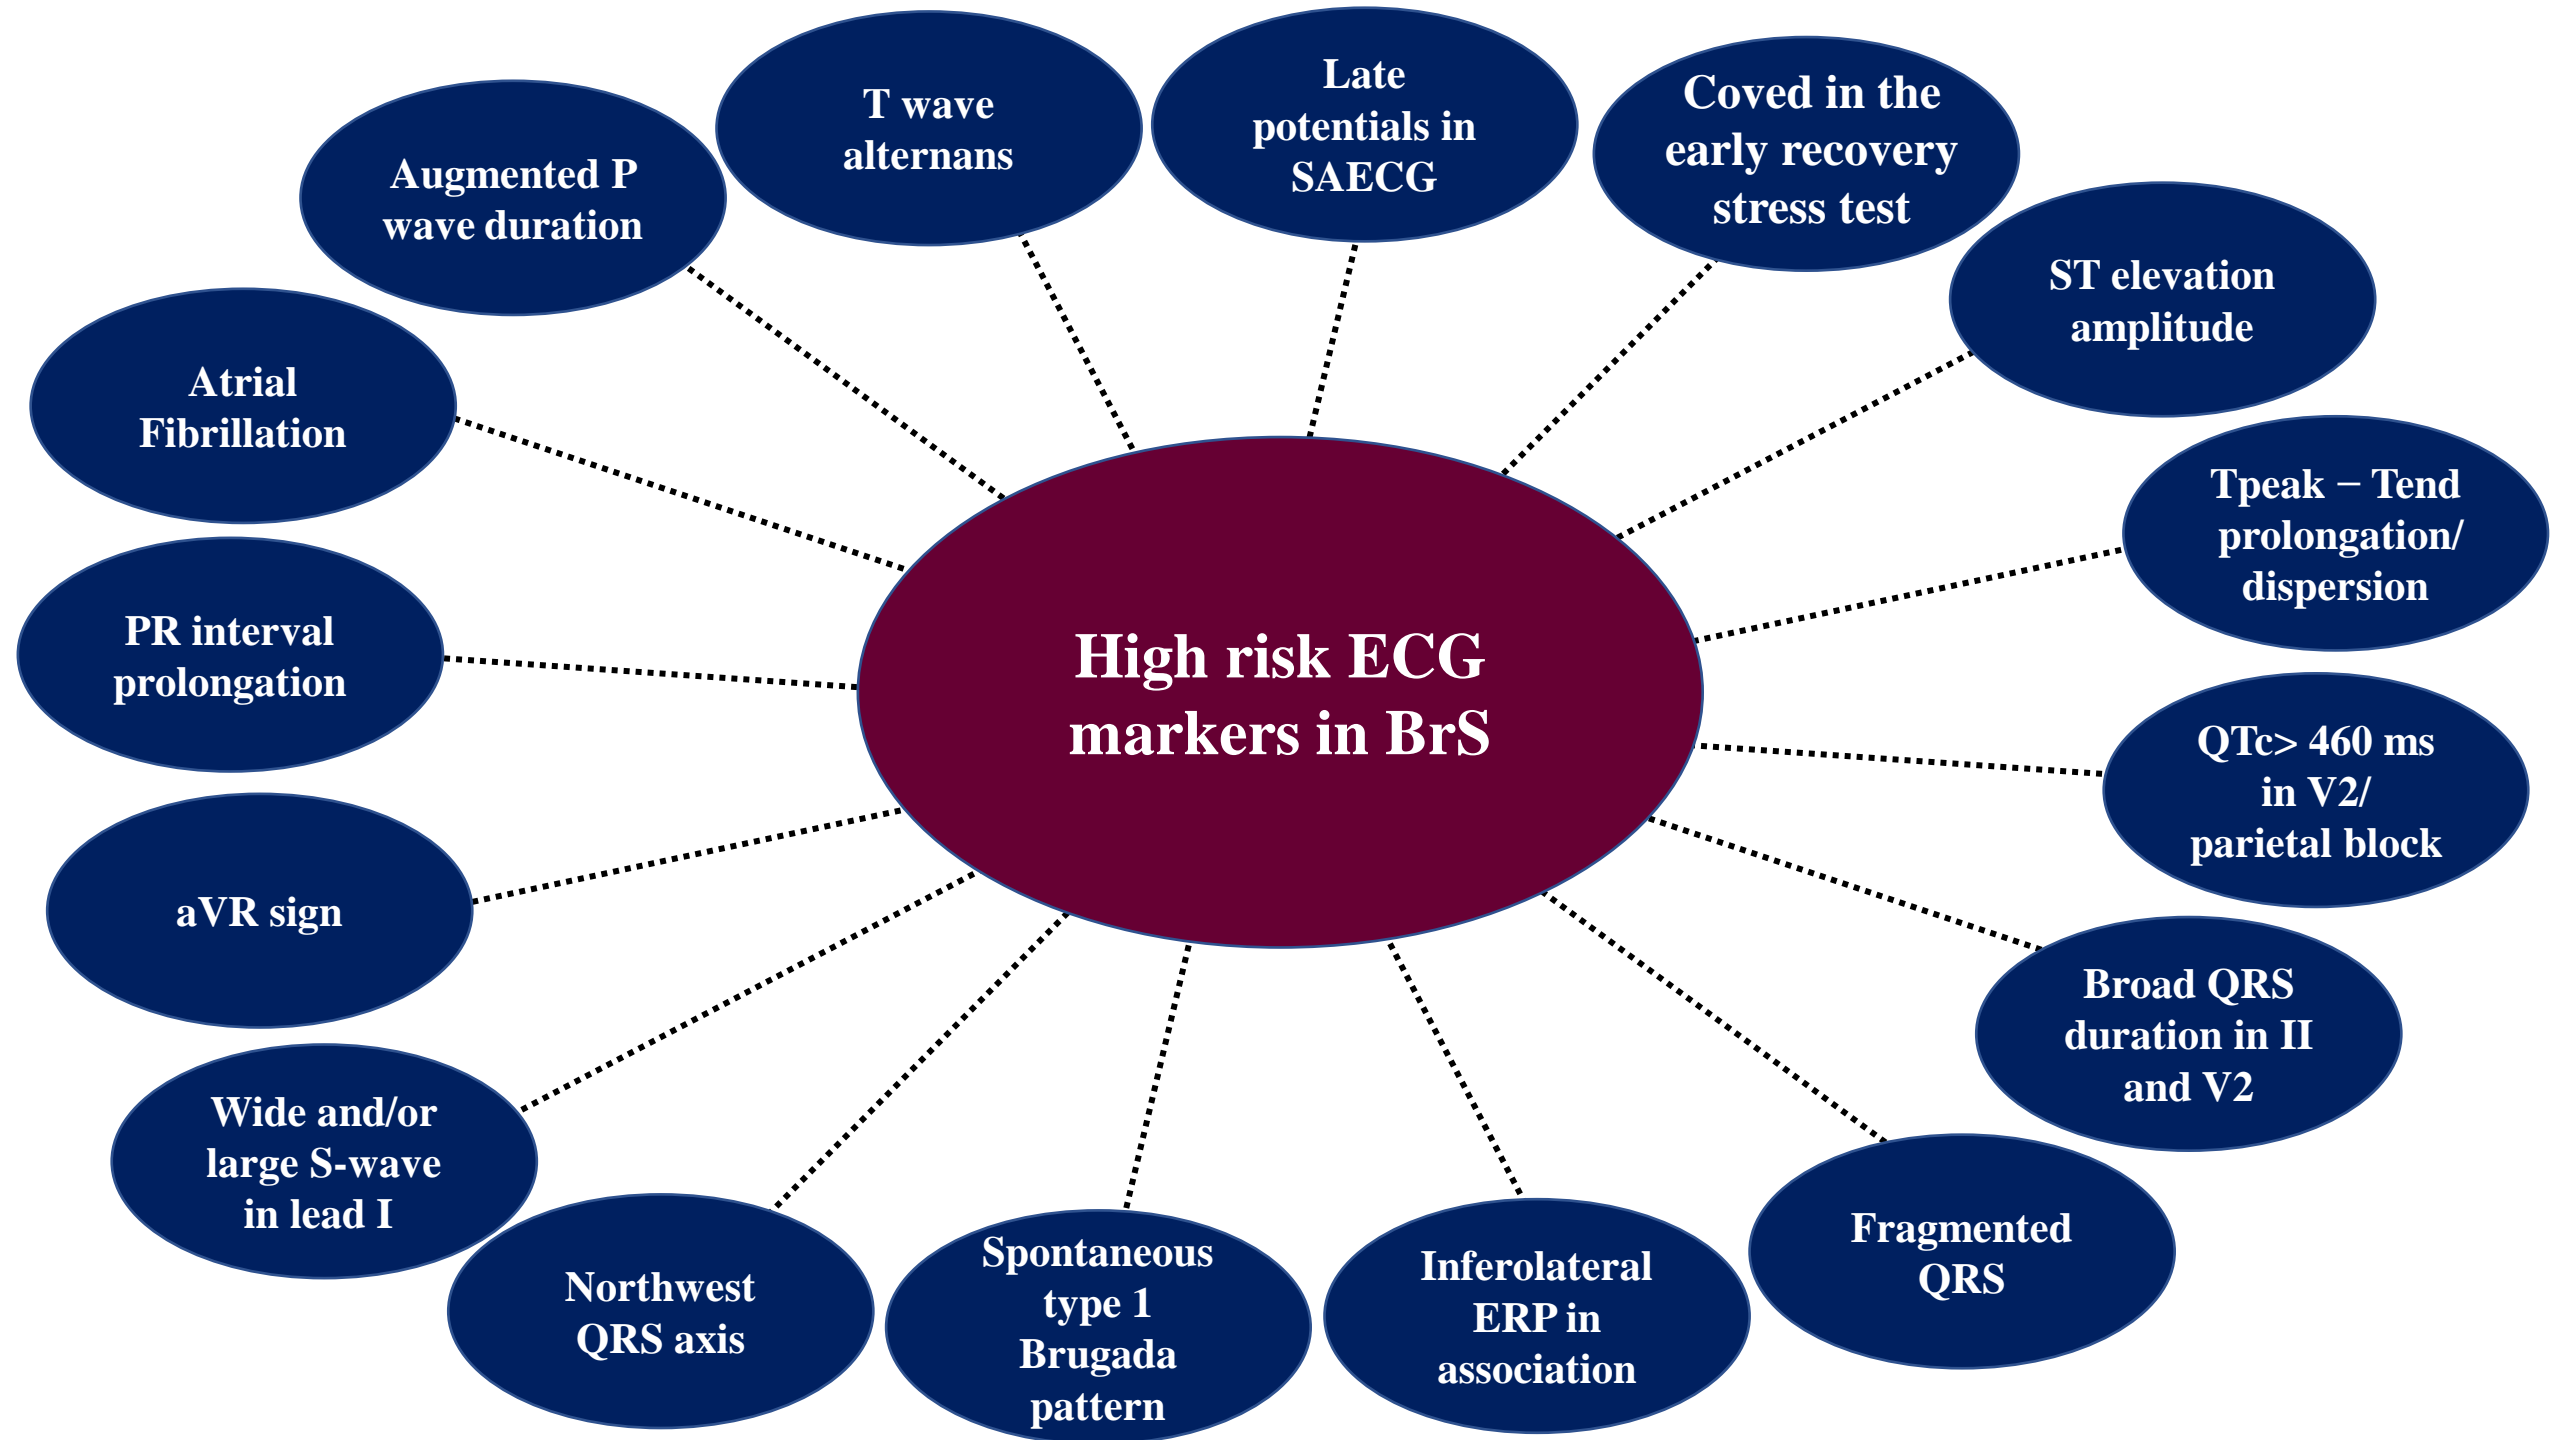 Late
potentials in
SAECG
Coved in the
early recovery
stress test
ST elevation
amplitude
Tpeak – Tend
prolongation/
dispersion
QTc> 460 ms
in V2/
parietal block
Broad QRS
duration in II
and V2
Fragmented
QRS
Inferolateral
ERP in
association
Spontaneous
type 1
Brugada
pattern
Northwest
QRS axis
Wide and/or
large S-wave
in lead I
aVR sign
PR interval
prolongation
Atrial
Fibrillation
Augmented P
wave duration
T wave
alternans
High risk ECG
markers in BrS